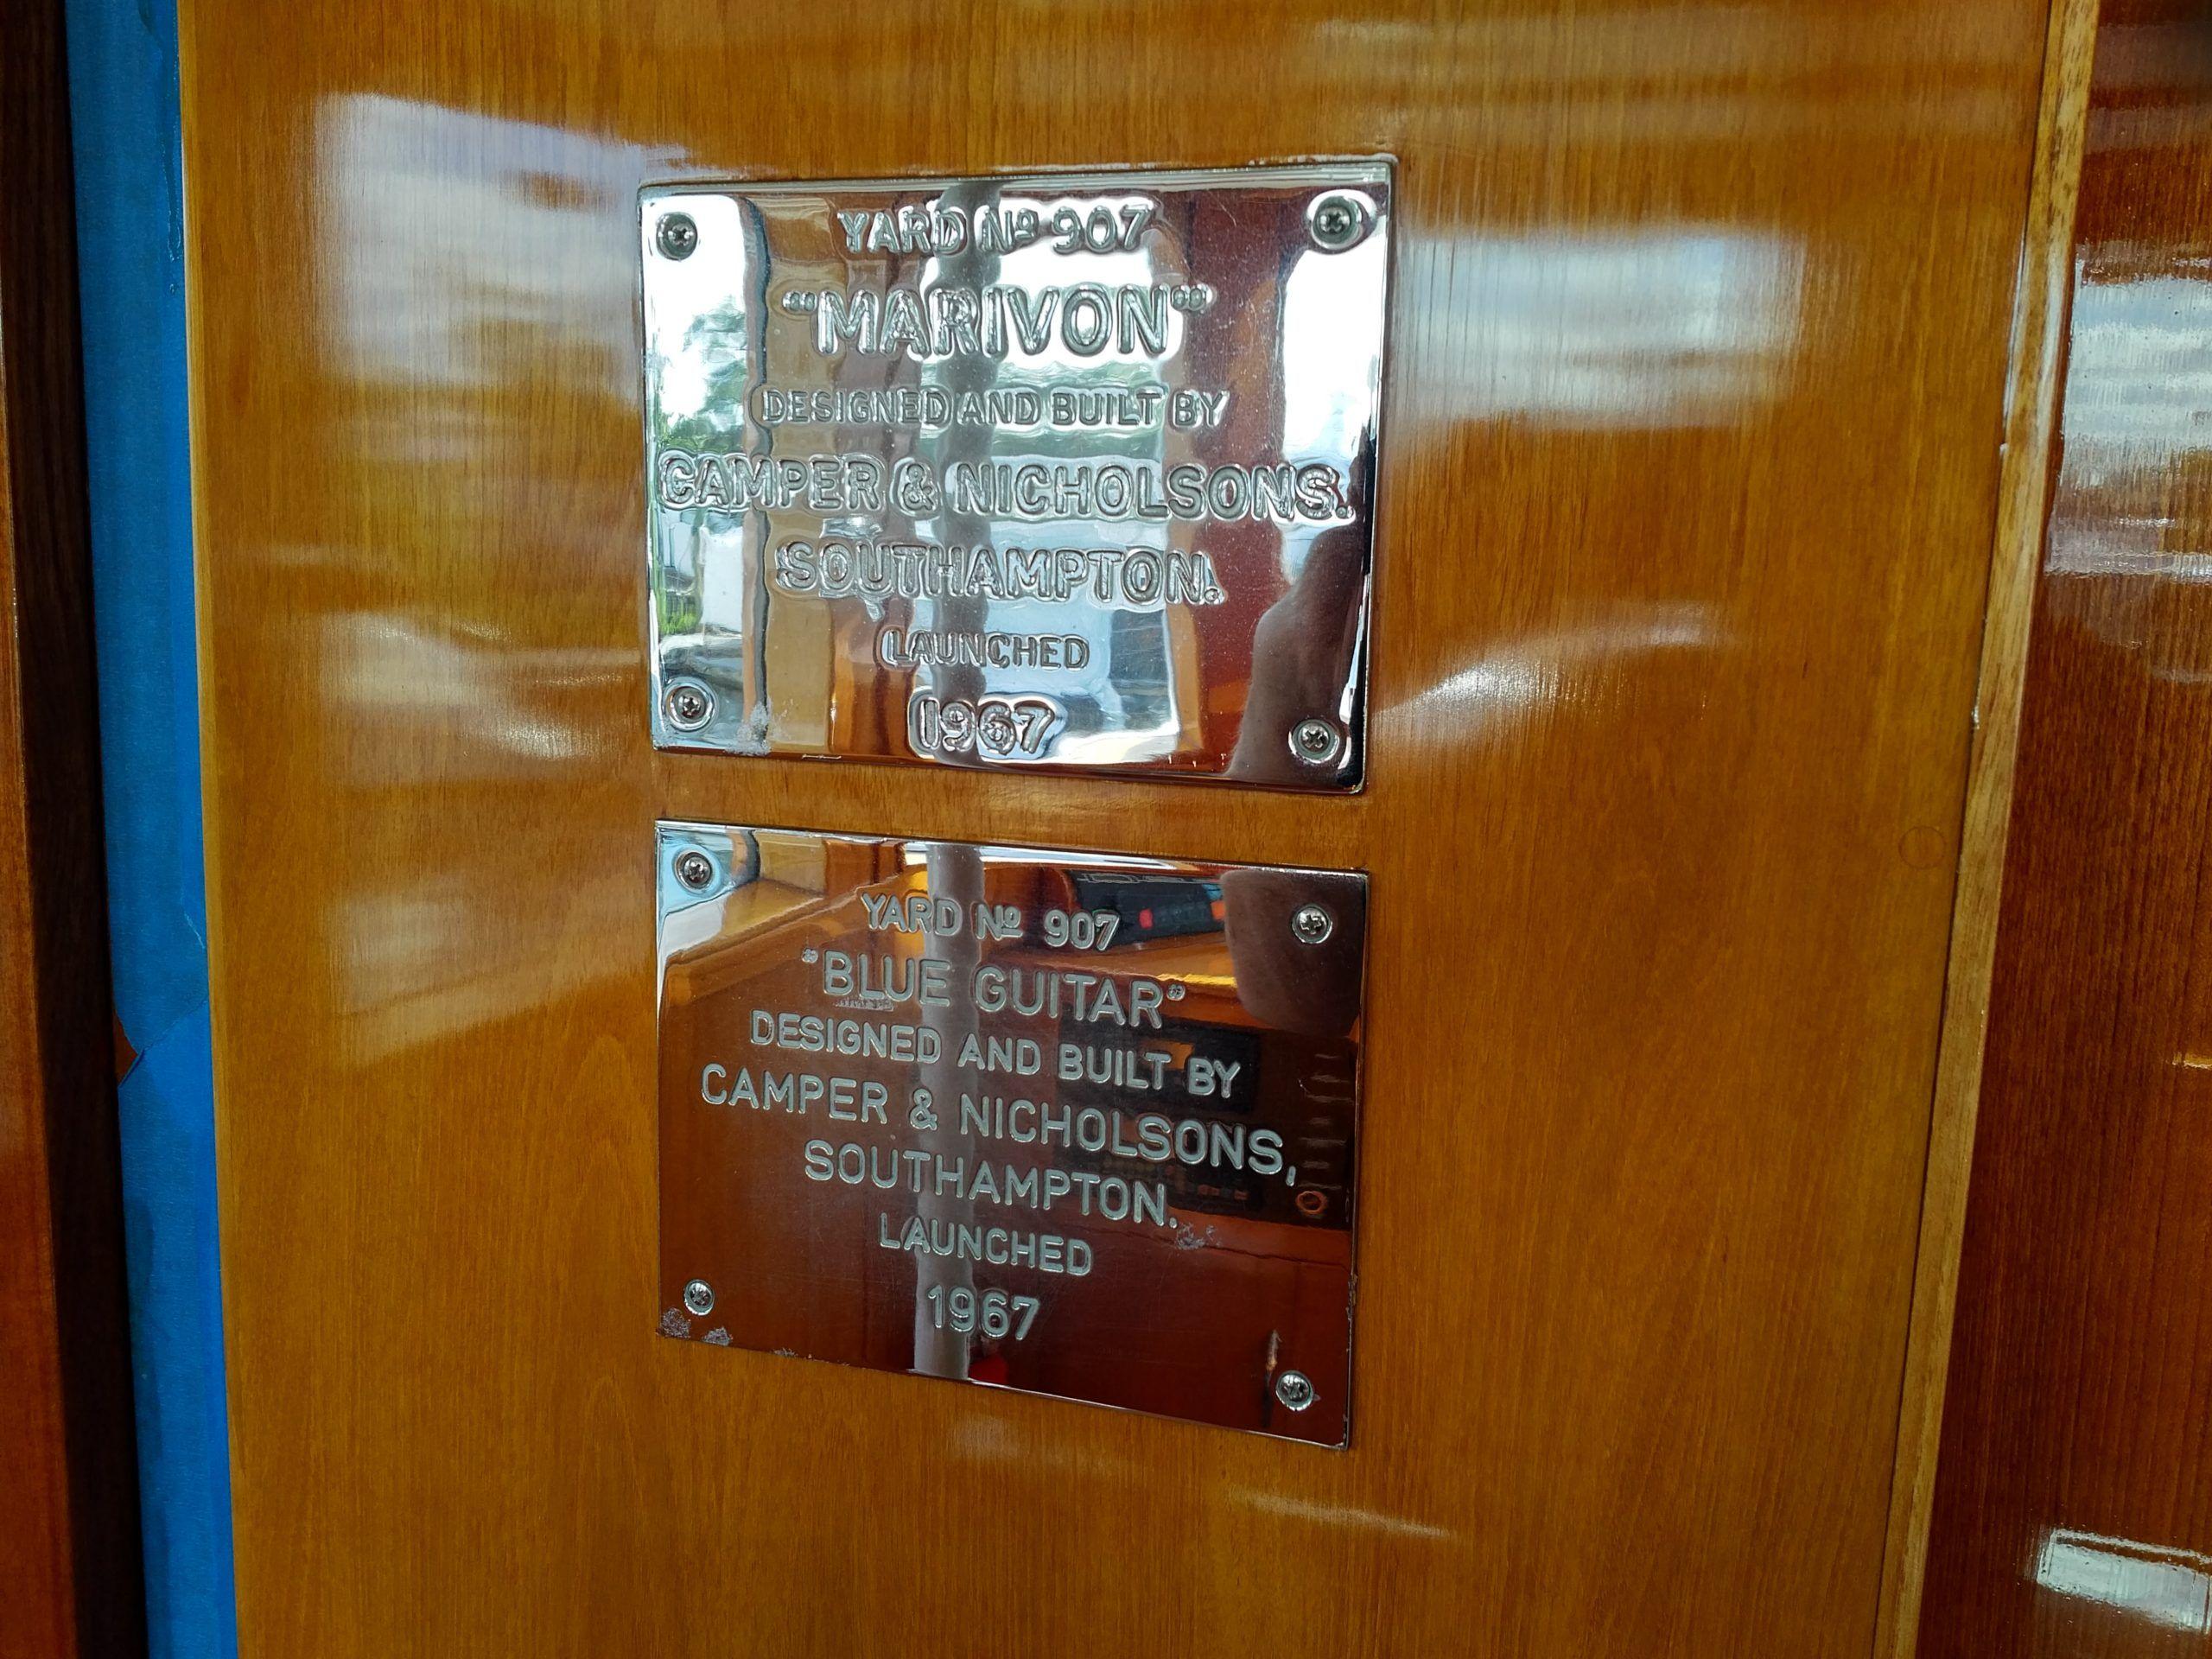 YARD Nº 907
"MARIVON"
DESIGNED AND BUILT BY
CAMPER & NICHOLSONS.
SOUTHAMPTON.
LAUNCHED
1967
YARD Nº 907
"BLUE GUITAR"
DESIGNED AND BUILT BY
CAMPER & NICHOLSONS,
SOUTHAMPTON.
LAUNCHED
1967